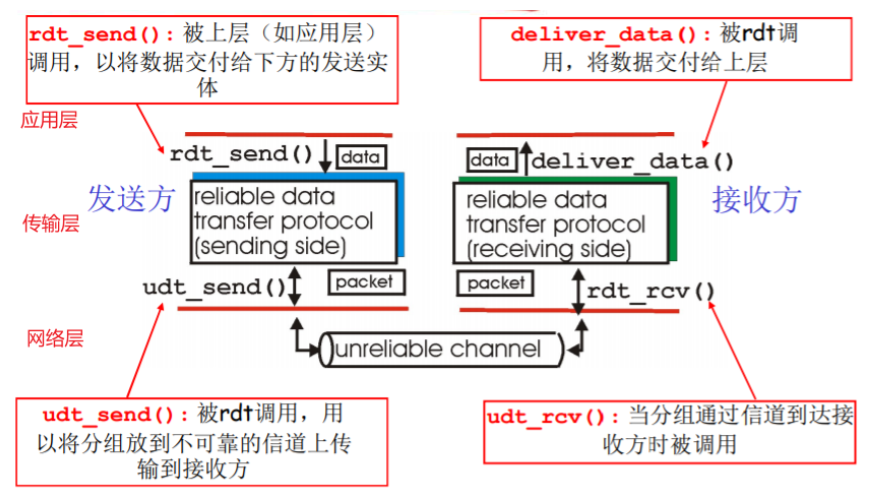 rdt_send(): 被上层（如应用层）
调用，以将数据交付给下方的发送实
体
deliver_data(): 被rdt调
用，将数据交付给上层
应用层
rdt_send()
data
data
deliver_data()
发送方
reliable data
transfer protocol
(sending side)
reliable data
transfer protocol
(receiving side)
接收方
传输层
udt_send()
packet
packet
rdt_rcv()
网络层
unreliable channel
udt_send(): 被rdt调用，用
以将分组放到不可靠的信道上传
输到接收方
udt_rcv(): 当分组通过信道到达接
收方时被调用